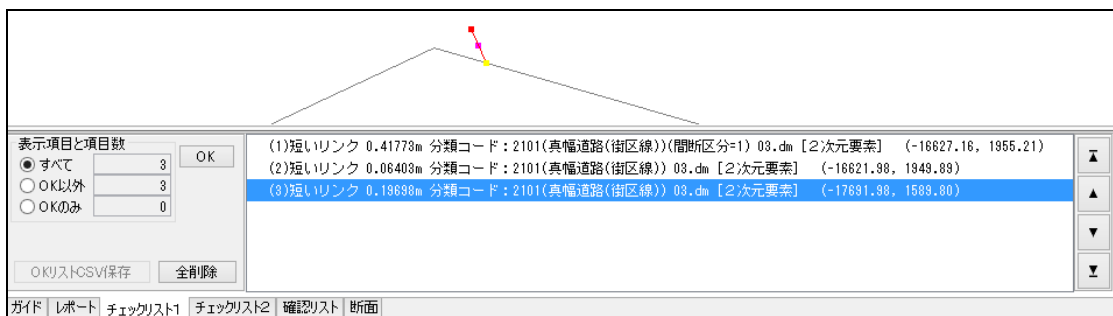 表示項目と項目数
すべて 3
OK以外 3
OKのみ 0
OK
OKリストCSV保存
全削除
(1)短いリンク 0.41773m 分類コード:2101(真幅道路(街区線))(間断区分=1) 03.dm [2次元要素] (-16627.16, 1955.21)
(2)短いリンク 0.06403m 分類コード:2101(真幅道路(街区線)) 03.dm [2次元要素] (-16621.98, 1949.89)
(3)短いリンク 0.19698m 分類コード:2101(真幅道路(街区線)) 03.dm [2次元要素] (-17691.98, 1589.80)
ガイド レポート チェックリスト1 チェックリスト2 確認リスト 断面